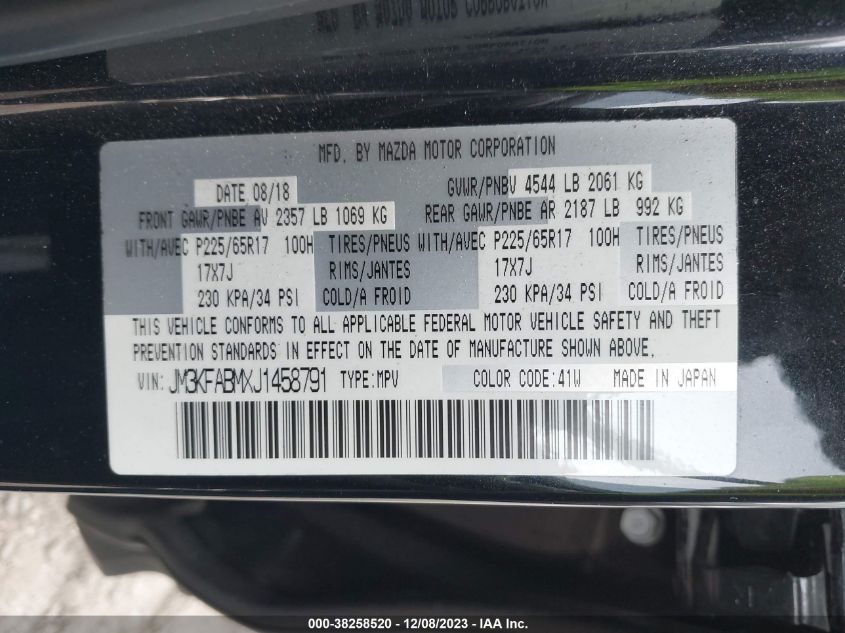 MFD. BY MAZDA MOTOR CORPORATION
DATE 08/18 GVWR/PNBV 4544 LB 2061 KG
FRONT GAWR/PNBE AV 2357 LB 1069 KG REAR GAWR/PNBE AR 2187 LB 992 KG
WITH/AVEC P225/65R17 100H TIRES/PNEUS WITH/AVEC P225/65R17 100H TIRES/PNEUS
17X7J RIMS/JANTES 17X7J RIMS/JANTES
230 KPA/34 PSI COLD/A FROID 230 KPA/34 PSI COLD/A FROID
THIS VEHICLE CONFORMS TO ALL APPLICABLE FEDERAL MOTOR VEHICLE SAFETY AND THEFT
PREVENTION STANDARDS IN EFFECT ON THE DATE OF MANUFACTURE SHOWN ABOVE.
VIN: JM3KFABMXJ1458791 TYPE:MPV COLOR CODE:41W MADE IN JAPAN
000-38258520 - 12/08/2023 - IAA Inc.